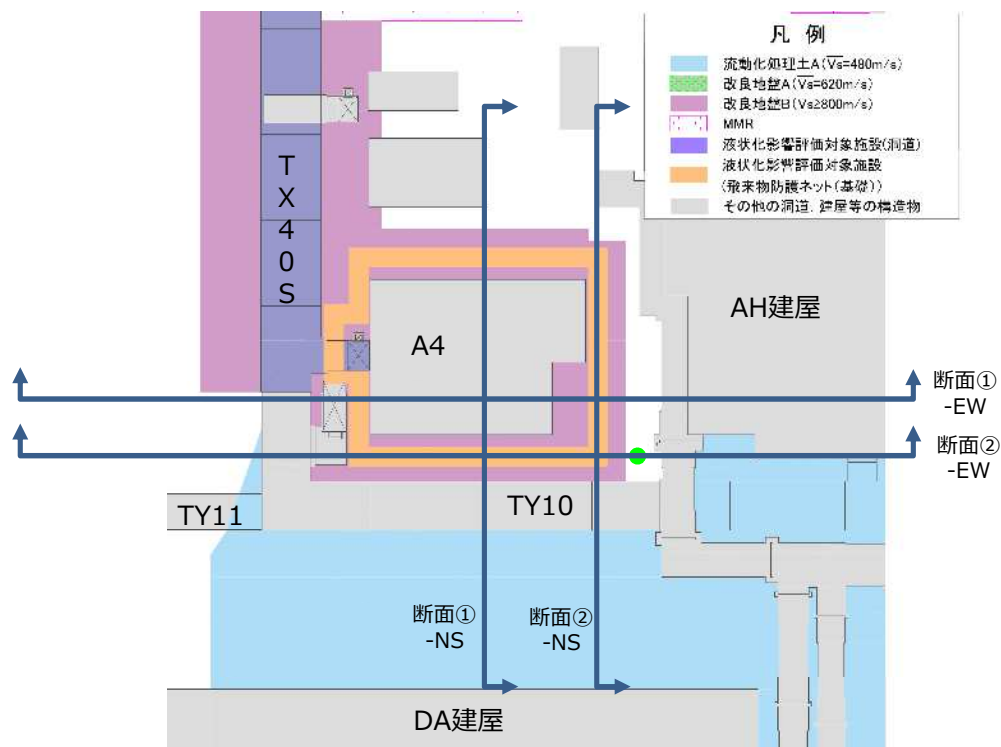 凡 例
流動化処理土A(Vs=480m/s)
改良地盤A(Vs=620m/s)
改良地盤B(Vs≥800m/s)
MMR
液状化影響評価対象施設(洞道)
液状化影響評価対象施設
(飛来物防護ネット(基礎))
その他の洞道、建屋等の構造物
TX40S
A4
AH建屋
断面①
-EW
断面②
-EW
TY11
TY10
断面①
-NS
断面②
-NS
DA建屋